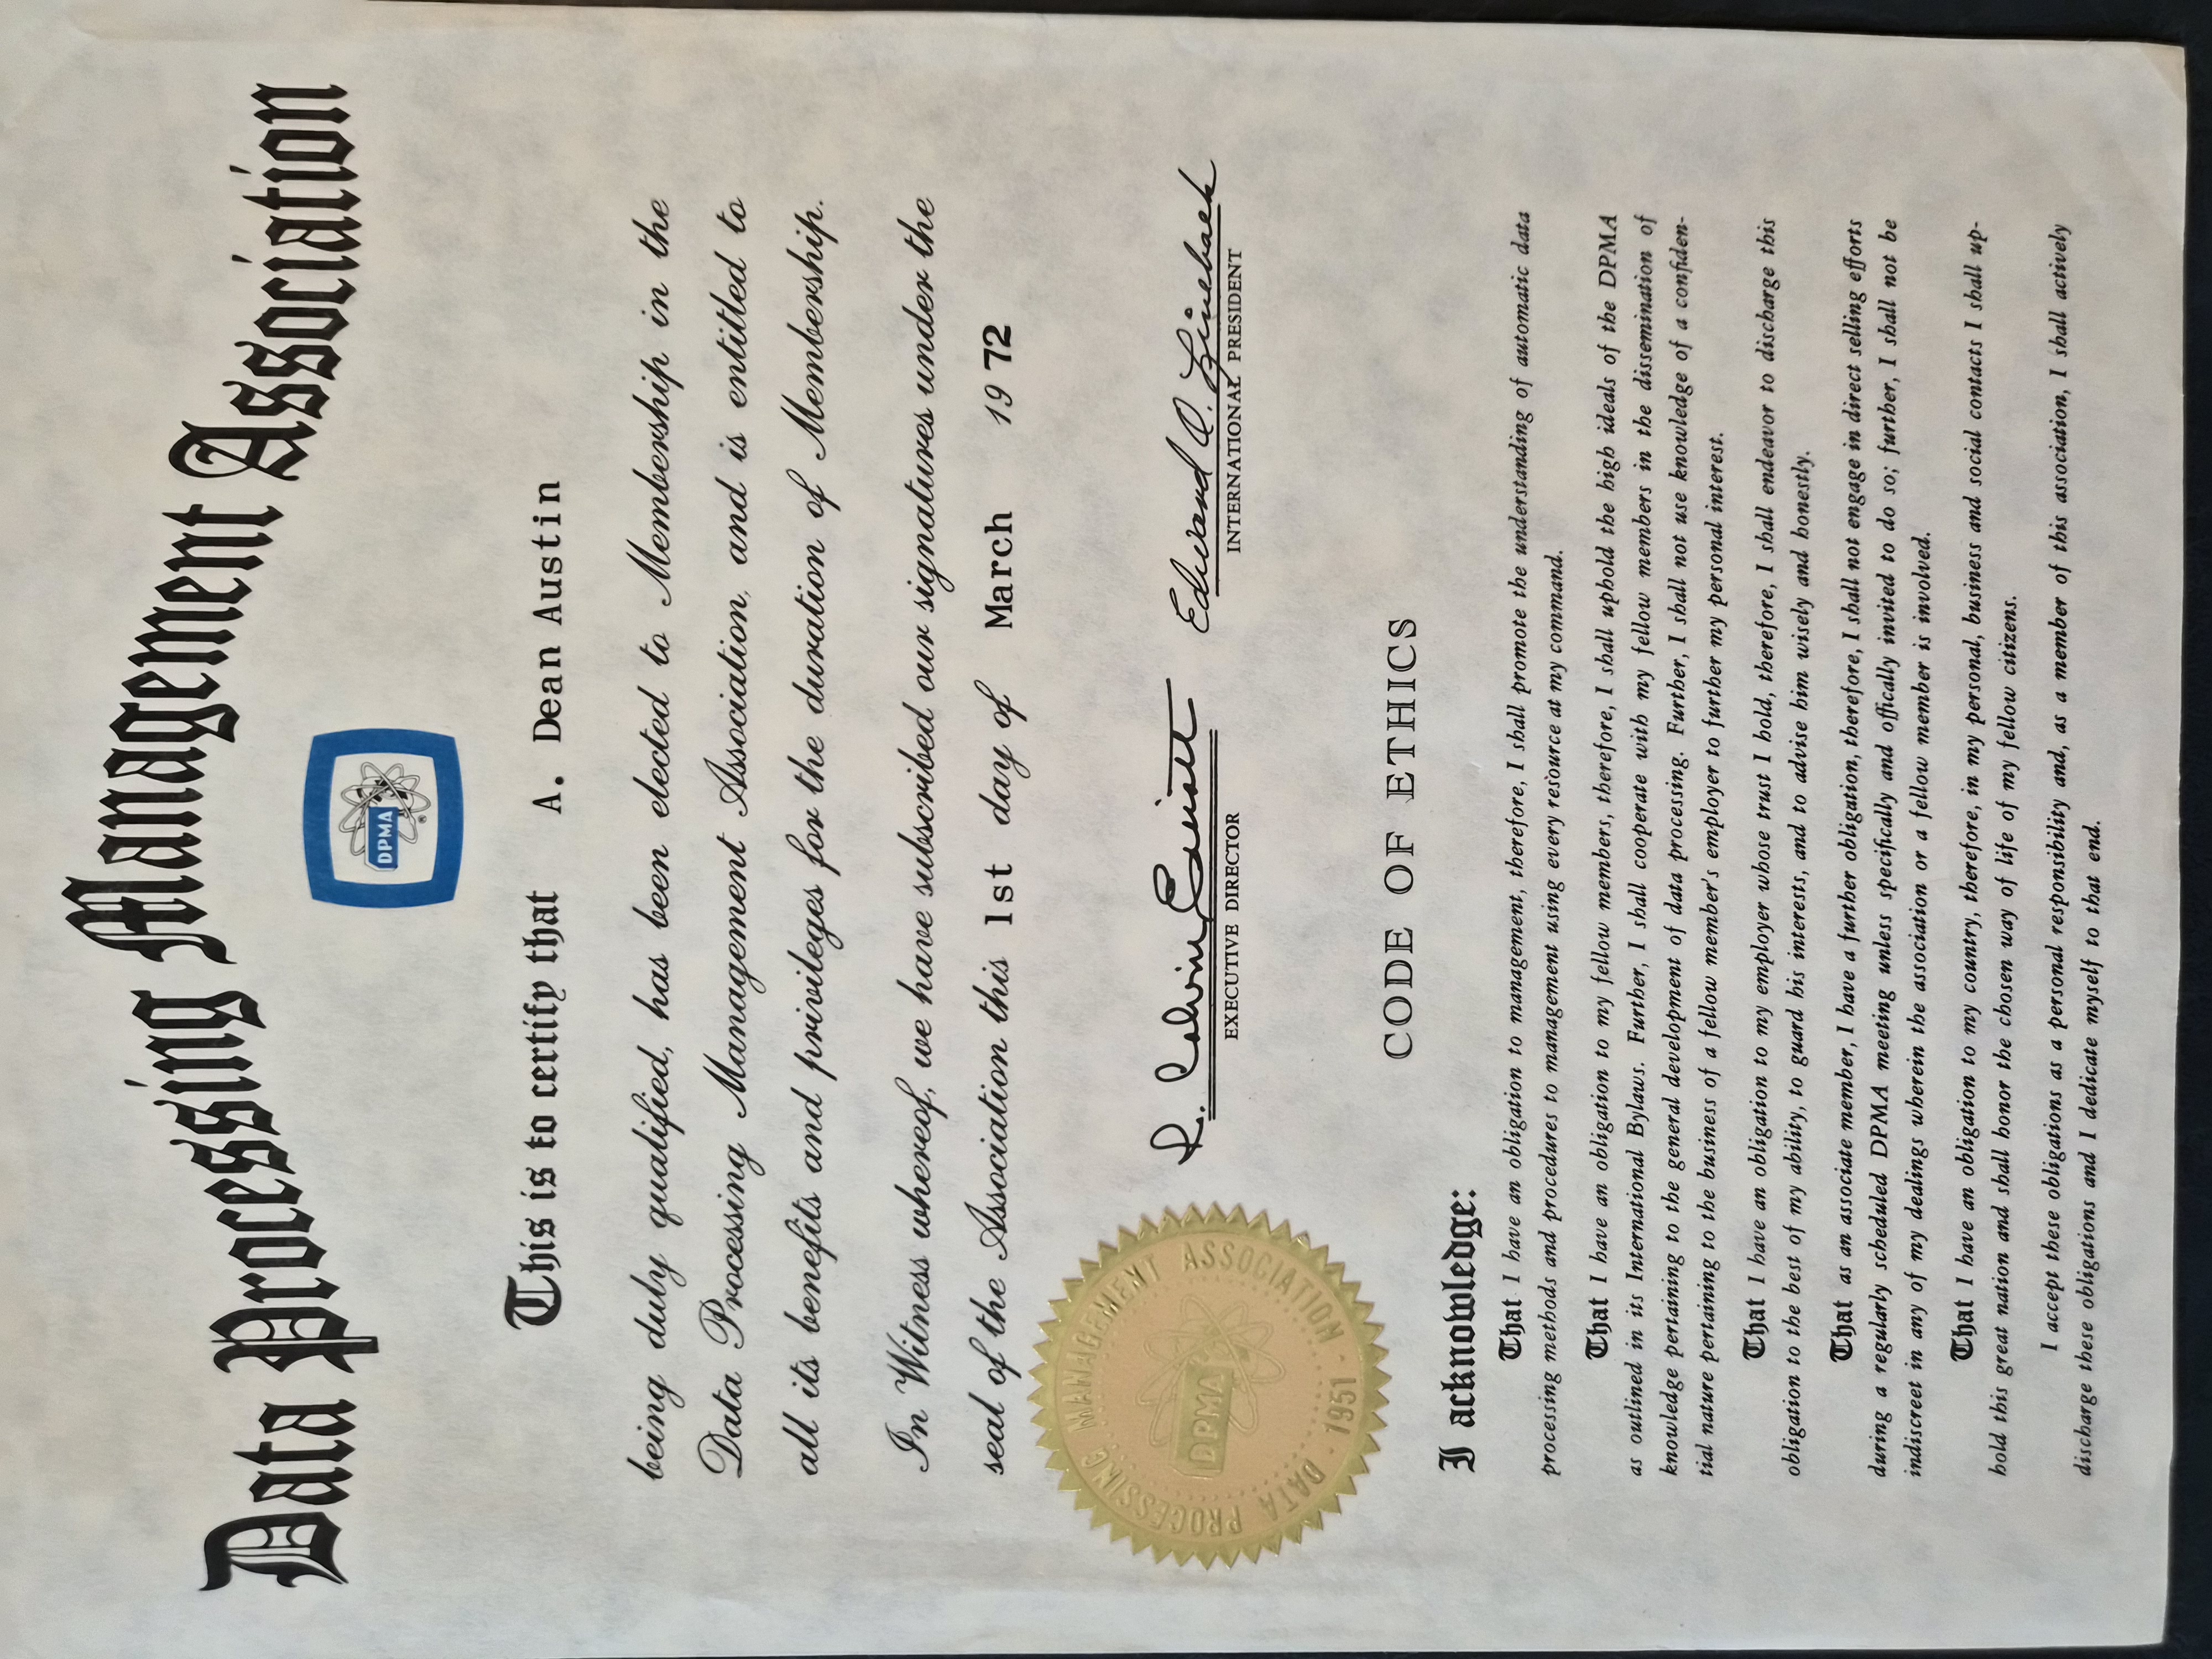 Data Processing Management Association
DPMA
®
This is to certify that A. Dean Austin
being duly qualified, has been elected to Membership in the
Data Processing Management Association, and is entitled to
all its benefits and privileges for the duration of Membership.
In Witness whereof, we have subscribed our signatures under the
seal of the Association this 1st day of March 1972
DATA PROCESSING MANAGEMENT ASSOCIATION
DPMA
· 1951 ·
R. Calvin Elliott
EXECUTIVE DIRECTOR
Edward O. Lineback
INTERNATIONAL PRESIDENT
CODE OF ETHICS
I acknowledge:
That I have an obligation to management, therefore, I shall promote the understanding of automatic data
processing methods and procedures to management using every resource at my command.
That I have an obligation to my fellow members, therefore, I shall uphold the high ideals of the DPMA
as outlined in its International Bylaws. Further, I shall cooperate with my fellow members in the dissemination of
knowledge pertaining to the general development of data processing. Further, I shall not use knowledge of a confiden-
tial nature pertaining to the business of a fellow member's employer to further my personal interest.
That I have an obligation to my employer whose trust I hold, therefore, I shall endeavor to discharge this
obligation to the best of my ability, to guard his interests, and to advise him wisely and honestly.
That as an associate member, I have a further obligation, therefore, I shall not engage in direct selling efforts
during a regularly scheduled DPMA meeting unless specifically and offically invited to do so; further, I shall not be
indiscreet in any of my dealings wherein the association or a fellow member is involved.
That I have an obligation to my country, therefore, in my personal, business and social contacts I shall up-
hold this great nation and shall honor the chosen way of life of my fellow citizens.
I accept these obligations as a personal responsibility and, as a member of this association, I shall actively
discharge these obligations and I dedicate myself to that end.